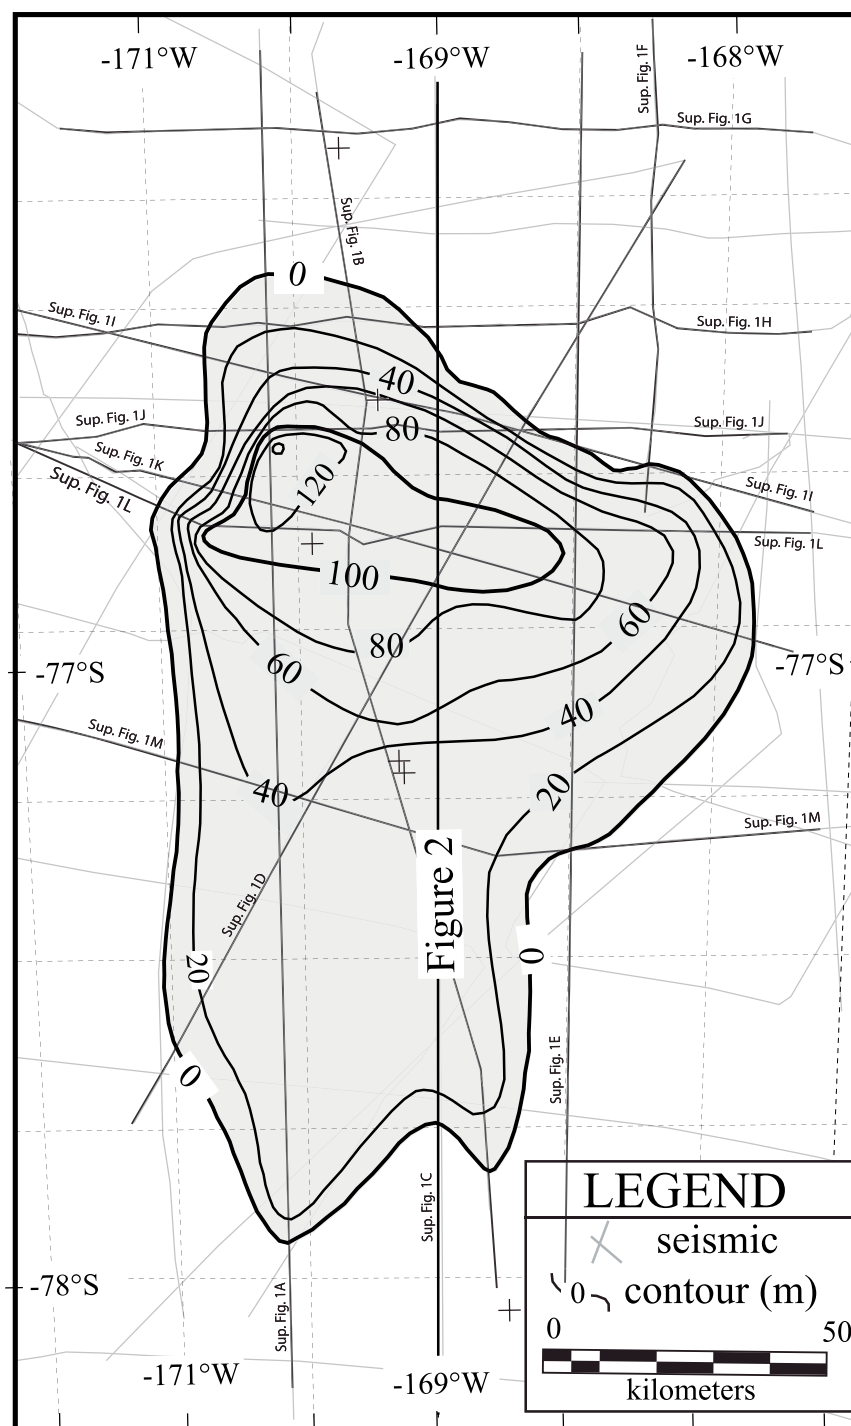 -171°W
-169°W
-168°W
Sup. Fig. 1F
Sup. Fig. 1G
Sup. Fig. 1B
0
Sup. Fig. 1I
Sup. Fig. 1H
40
Sup. Fig. 1J
80
Sup. Fig. 1J
Sup. Fig. 1K
Sup. Fig. 1L
120
Sup. Fig. 1I
Sup. Fig. 1L
100
60
80
60
-77°S
-77°S
40
Sup. Fig. 1M
40
20
Sup. Fig. 1M
Figure 2
Sup. Fig. 1D
0
20
Sup. Fig. 1E
0
Sup. Fig. 1C
LEGEND
seismic
-78°S
0
contour (m)
Sup. Fig. 1A
0
50
-171°W
-169°W
kilometers